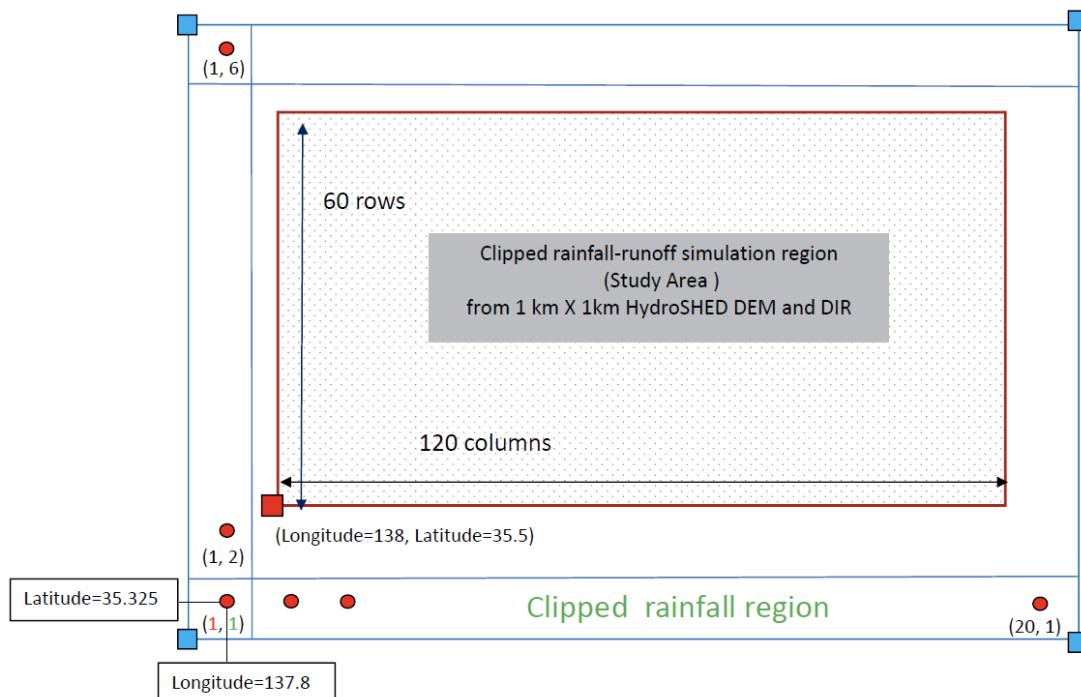 (1, 6)
60 rows
Clipped rainfall-runoff simulation region
(Study Area )
from 1 km X 1km HydroSHED DEM and DIR
120 columns
(Longitude=138, Latitude=35.5)
(1, 2)
Latitude=35.325
Clipped rainfall region
(1, 1)
(20, 1)
Longitude=137.8